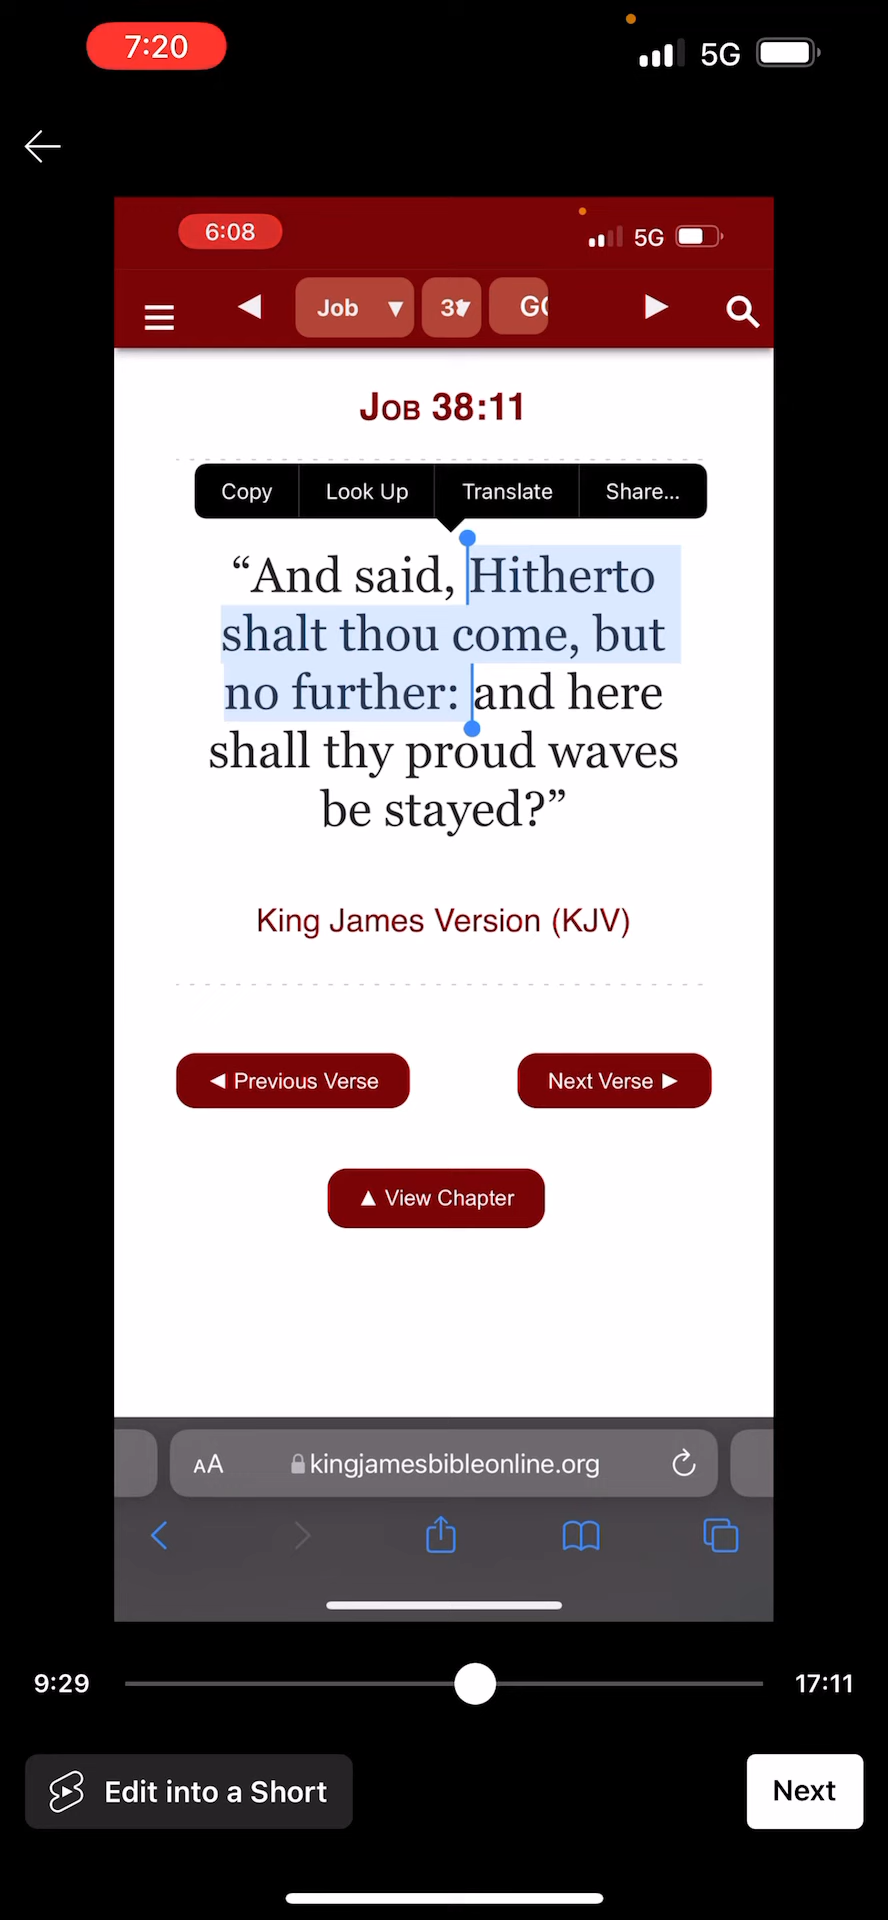 7:20
5G
6:08
5G
Job ▼
GO
Job 38:11
Copy
Look Up
Translate
Share...
“And said, Hitherto
shalt thou come, but
no further: and here
shall thy proud waves
be stayed?”
King James Version (KJV)
◀ Previous Verse
Next Verse ▶
▲ View Chapter
AA
kingjamesbibleonline.org
9:29
17:11
Edit into a Short
Next